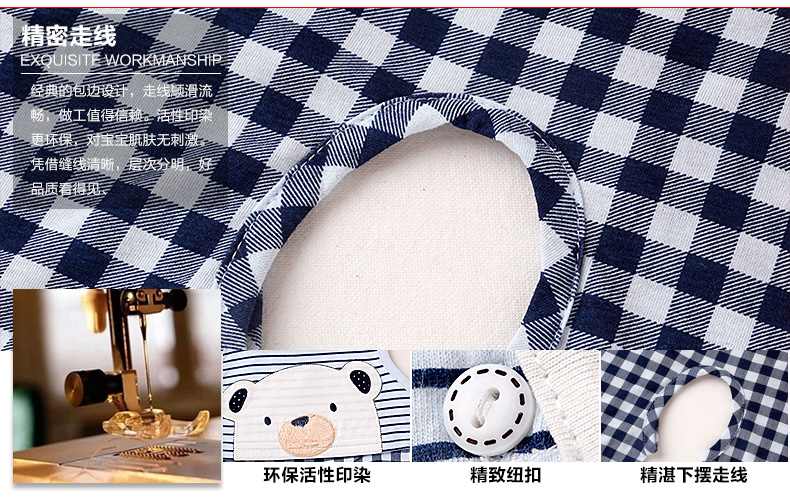 精密走线
EXQUISITE WORKMANSHIP
经典的包边设计，走线顺滑流
畅，做工值得信赖。活性印染
更环保，对宝宝肌肤无刺激。
凭借缝线清晰，层次分明，好
品质看得见、
环保活性印染
精致纽扣
精湛下摆走线